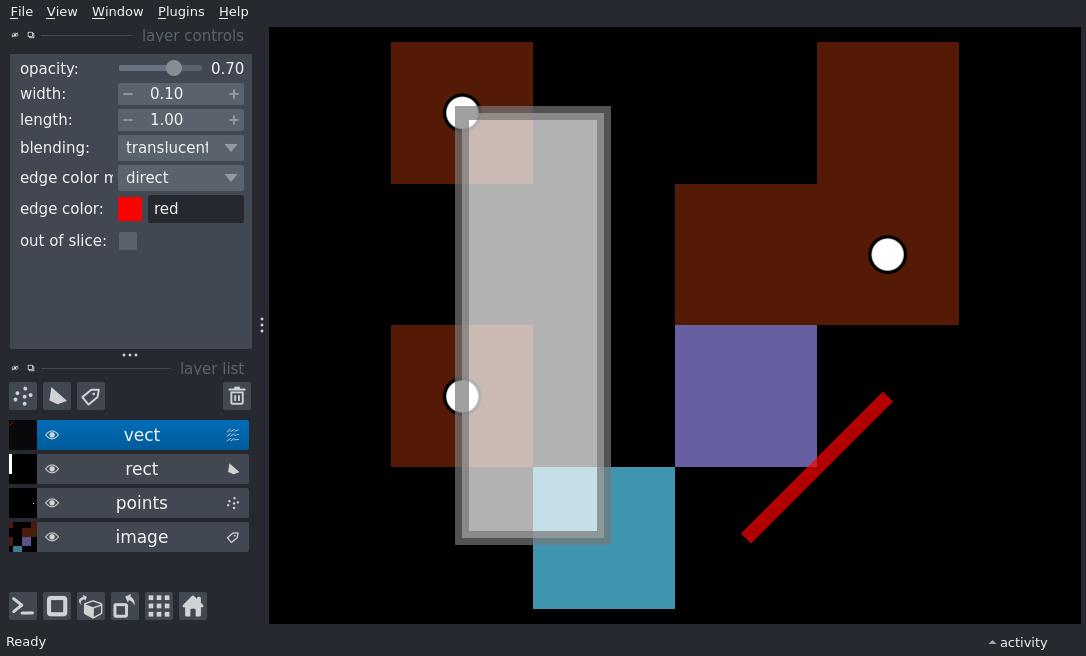 File View Window Plugins Help
layer controls
opacity: 0.70
width: 0.10
length: 1.00
blending: translucent
edge color m direct
edge color: red
out of slice:
layer list
vect
rect
points
image
Ready activity